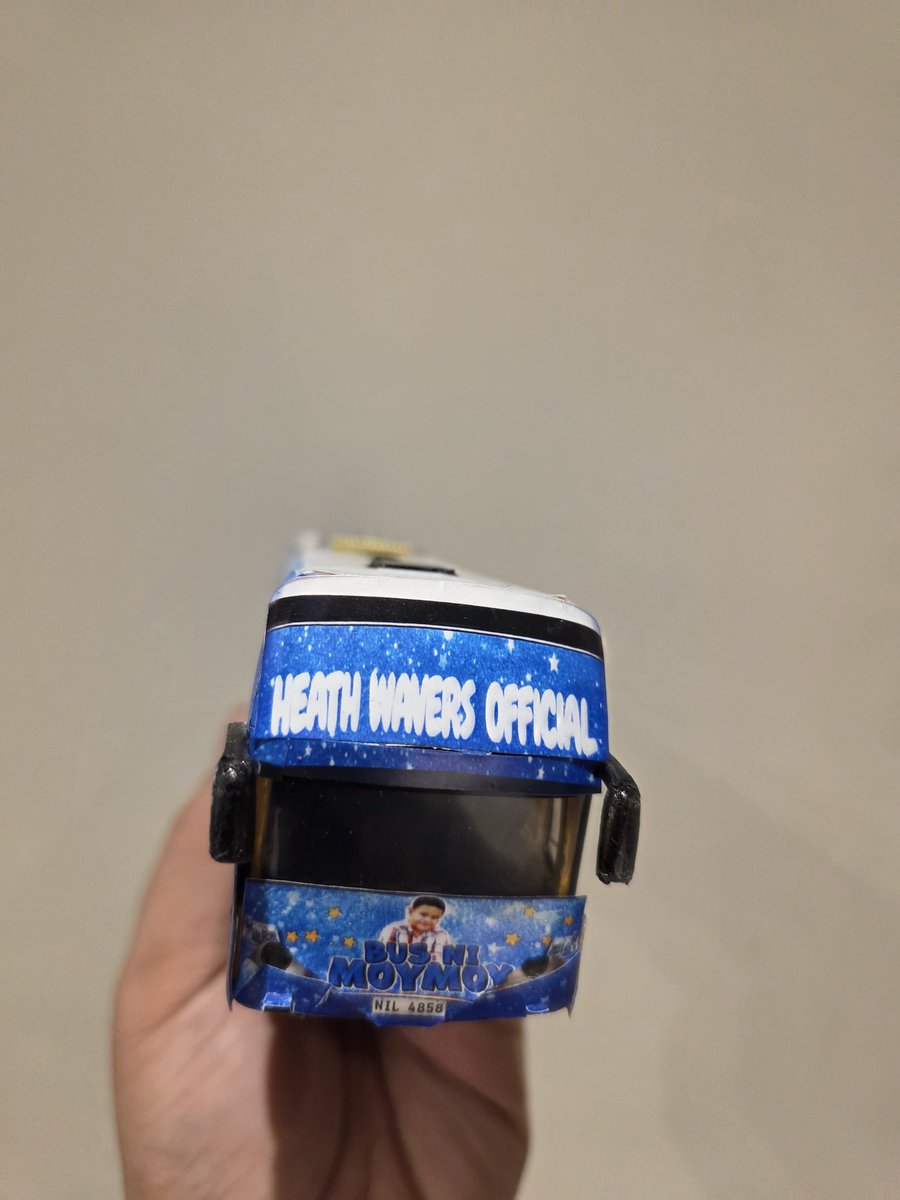 HEATH WAVERS OFFICIAL
BUS NI
MOYMOY
NIL 4858